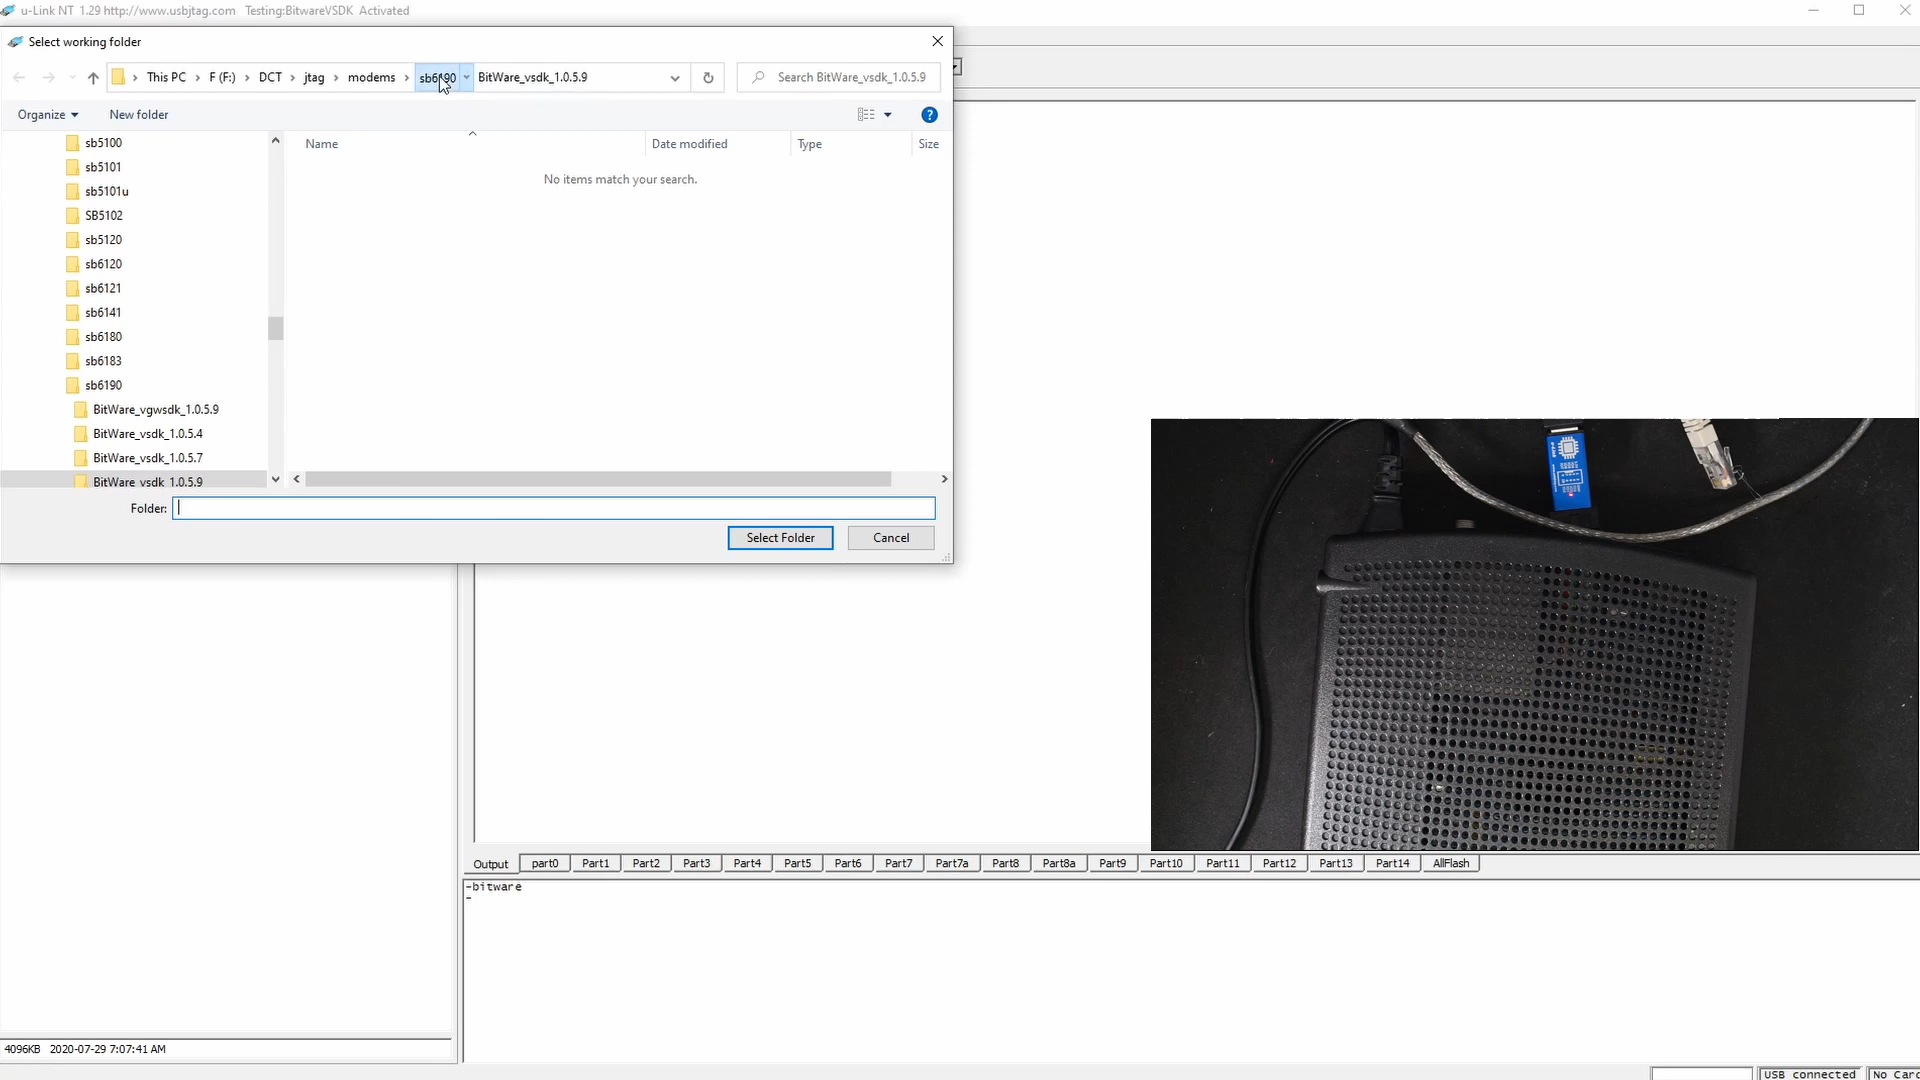 u-Link NT 1.29 http://www.usbjtag.com Testing:BitwareVSDK Activated
Select working folder
This PC › F (F:) › DCT › jtag › modems › sb6190 BitWare_vsdk_1.0.5.9
Search BitWare_vsdk_1.0.5.9
Organize New folder
Name Date modified Type Size
No items match your search.
sb5100
sb5101
sb5101u
SB5102
sb5120
sb6120
sb6121
sb6141
sb6180
sb6183
sb6190
BitWare_vgwsdk_1.0.5.9
BitWare_vsdk_1.0.5.4
BitWare_vsdk_1.0.5.7
BitWare_vsdk_1.0.5.9
Folder:
Select Folder Cancel
Output part0 Part1 Part2 Part3 Part4 Part5 Part6 Part7 Part7a Part8 Part8a Part9 Part10 Part11 Part12 Part13 Part14 AllFlash
-bitware
-
4096KB 2020-07-29 7:07:41 AM
USB connected No Card